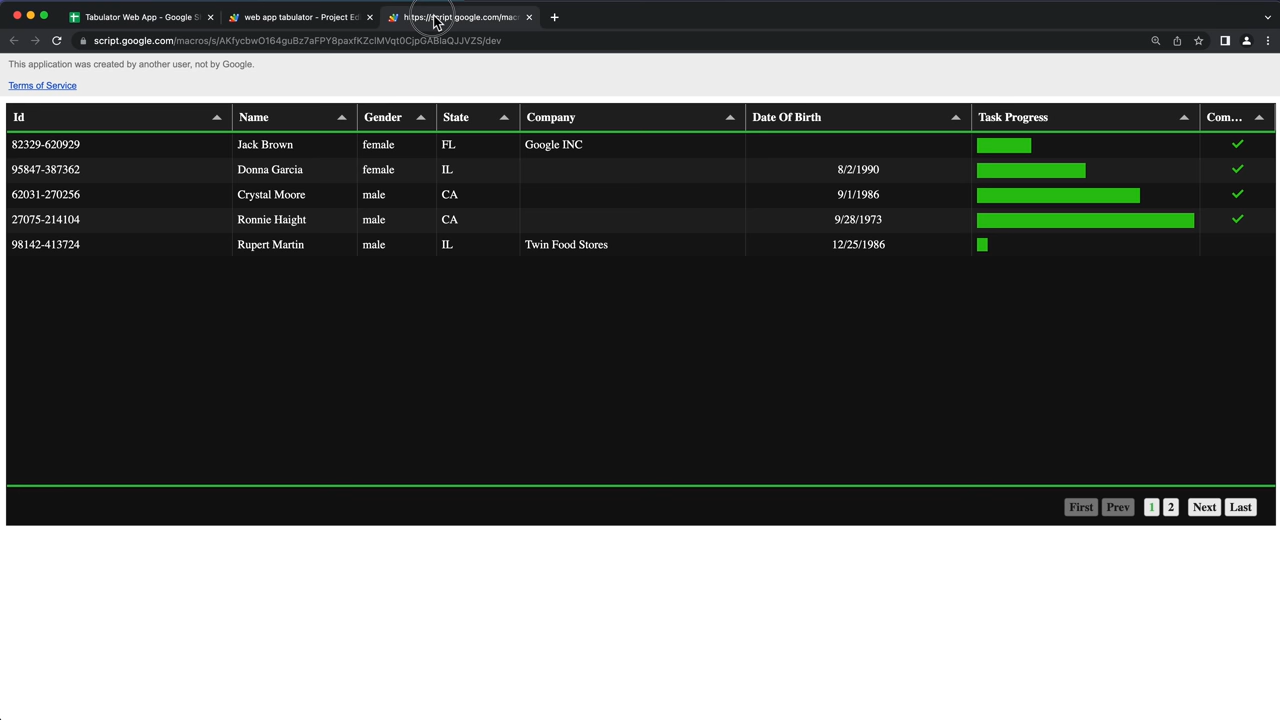 Tabulator Web App - Google S
web app tabulator - Project Ed
https://script.google.com/mac
script.google.com/macros/s/AKfycbwO164guBz7aFPY8paxfKZclMVqt0CjpGABlaQJJVZS/dev
This application was created by another user, not by Google.
Terms of Service
Id Name Gender State Company Date Of Birth Task Progress Com...
82329-620929 Jack Brown female FL Google INC
95847-387362 Donna Garcia female IL 8/2/1990
62031-270256 Crystal Moore male CA 9/1/1986
27075-214104 Ronnie Haight male CA 9/28/1973
98142-413724 Rupert Martin male IL Twin Food Stores 12/25/1986
First Prev 1 2 Next Last